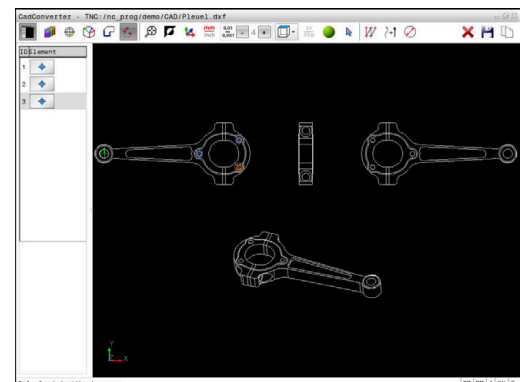 CadConverter - TNC:/nc_prog/demo/CAD/Pleuel.dxf
mm
inch
0,01
0,001
4
ID Element
1
2
3
Y
Z
X